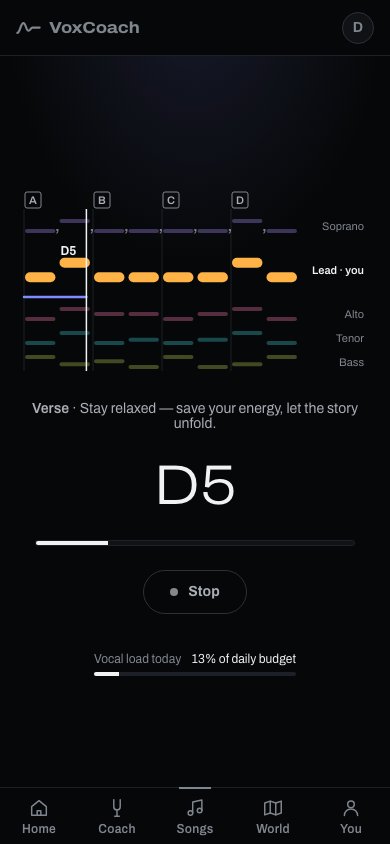 VoxCoach
D
A
B
C
D
Soprano
D5
Lead · you
Alto
Tenor
Bass
Verse · Stay relaxed — save your energy, let the story
unfold.
D5
Stop
Vocal load today 13% of daily budget
Home Coach Songs World You